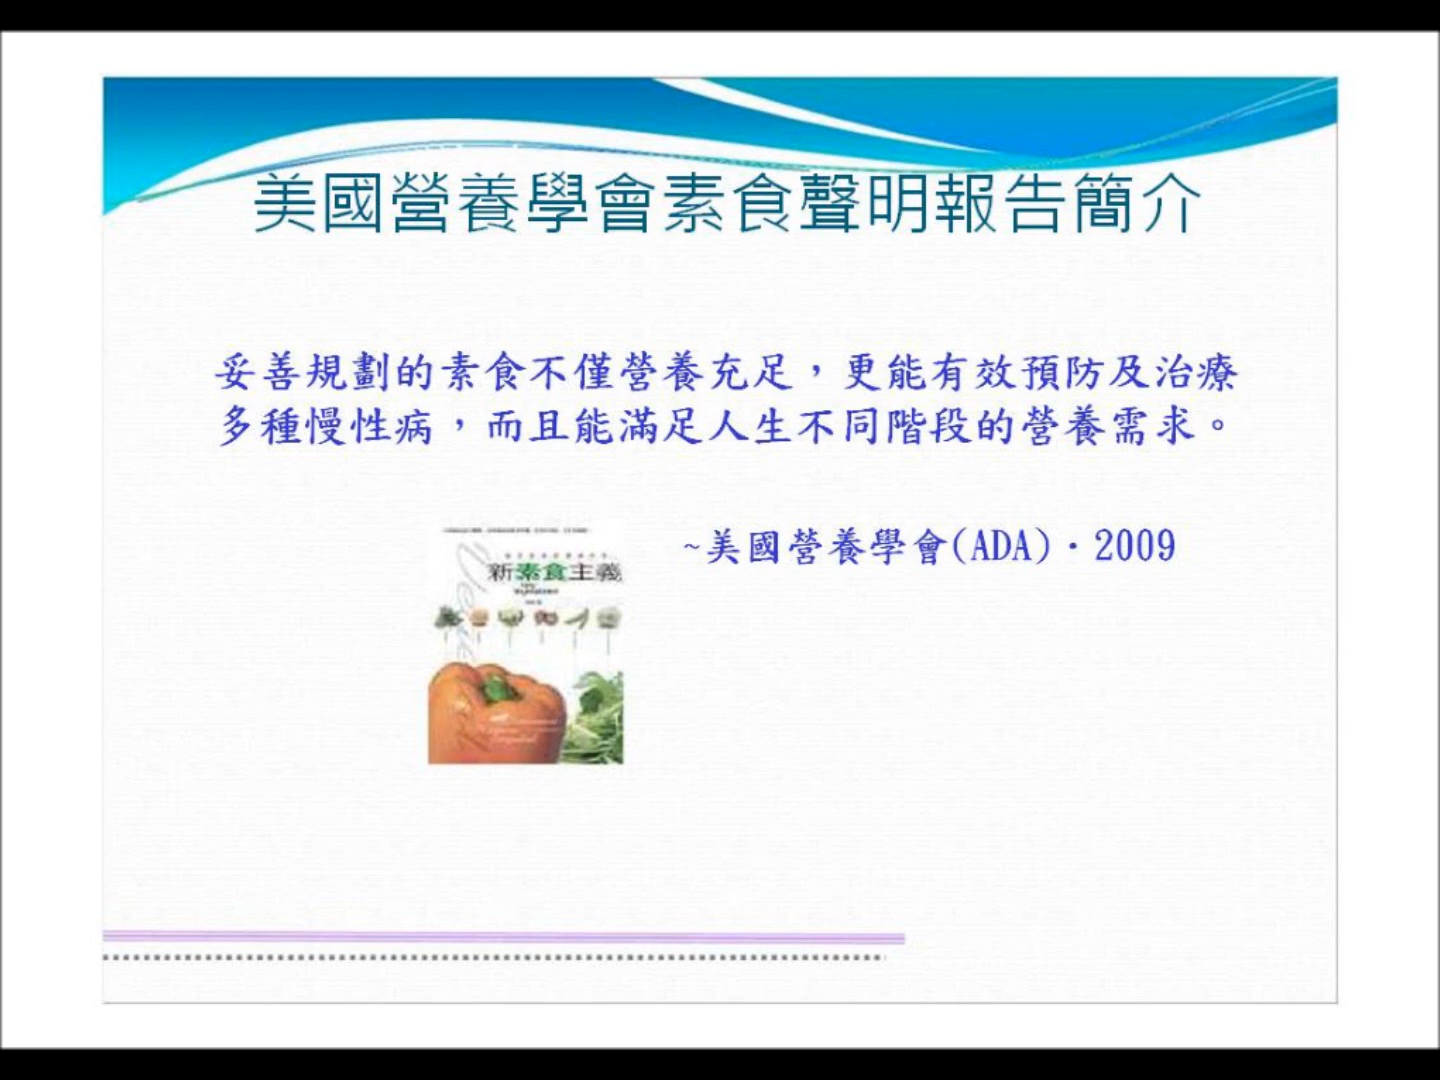 美國營養學會素食聲明報告簡介
妥善規劃的素食不僅營養充足，更能有效預防及治療
多種慢性病，而且能滿足人生不同階段的營養需求。
~美國營養學會(ADA)·2009
新素食主義